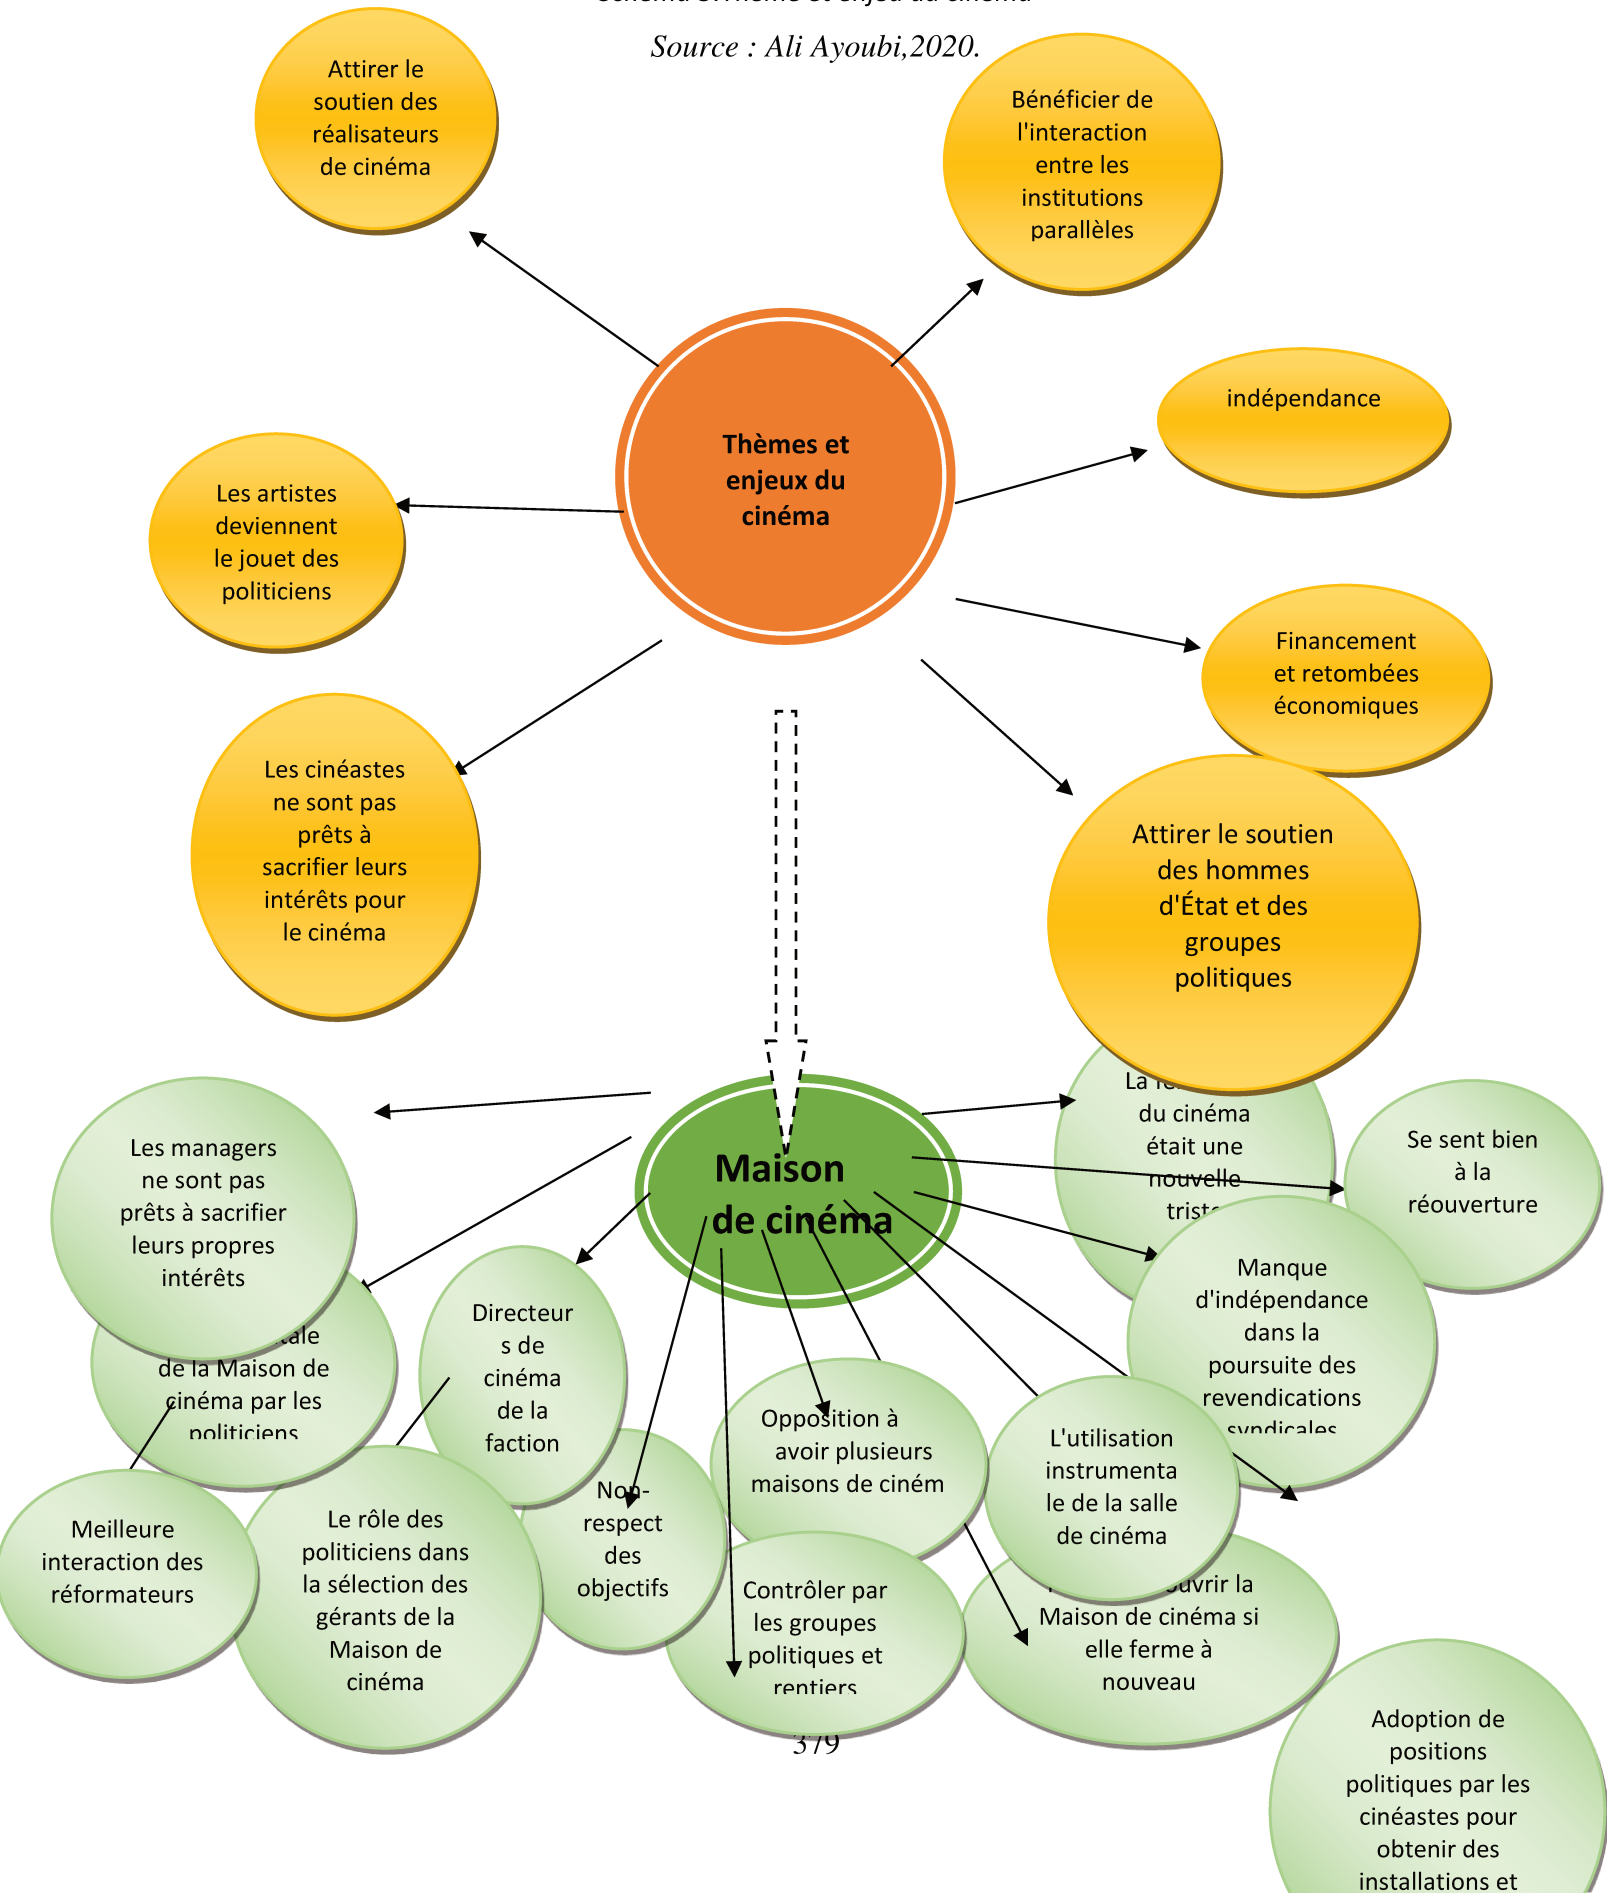 Source : Ali Ayoubi,2020.
Attirer le
soutien des
réalisateurs
de cinéma
Bénéficier de
l'interaction
entre les
institutions
parallèles
indépendance
Thèmes et
enjeux du
cinéma
Les artistes
deviennent
le jouet des
politiciens
Financement
et retombées
économiques
Les cinéastes
ne sont pas
prêts à
sacrifier leurs
intérêts pour
le cinéma
Attirer le soutien
des hommes
d'État et des
groupes
politiques
La
du cinéma
était une
nouvelle
Se sent bien
à la
réouverture
Maison
de cinéma
Les managers
ne sont pas
prêts à sacrifier
leurs propres
intérêts
de la Maison de
cinéma par les
politiciens
Directeur
s de
cinéma
de la
faction
Manque
d'indépendance
dans la
poursuite des
revendications
syndicales
Opposition à
avoir plusieurs
maisons de ciném
L'utilisation
instrumenta
le de la salle
de cinéma
Non-
respect
des
objectifs
Meilleure
interaction des
réformateurs
Le rôle des
politiciens dans
la sélection des
gérants de la
Maison de
cinéma
Contrôler par
les groupes
politiques et
rentiers
la
Maison de cinéma si
elle ferme à
nouveau
379
Adoption de
positions
politiques par les
cinéastes pour
obtenir des
installations et